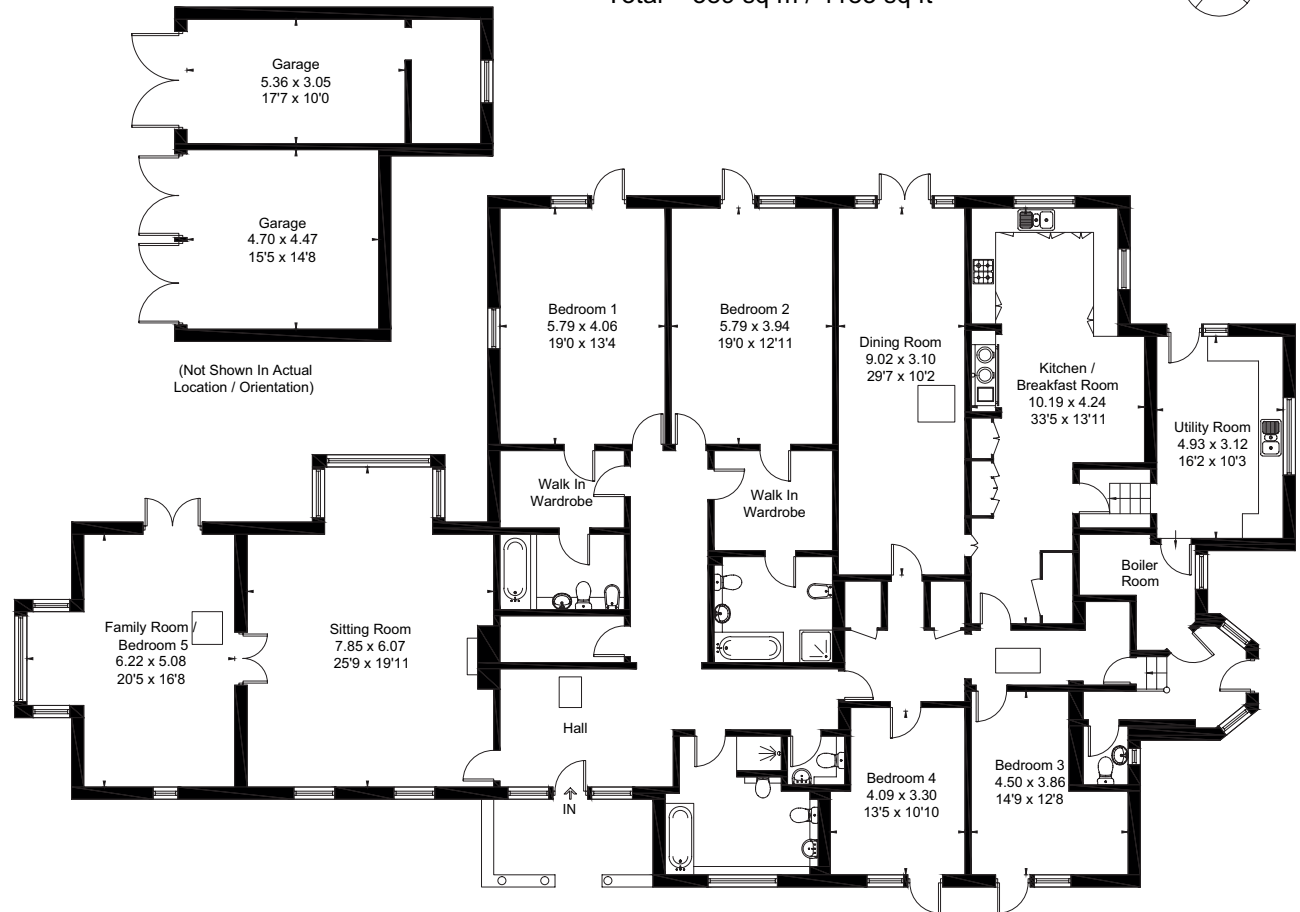 Garage
5.36 x 3.05
17'7 x 10'0
Garage
4.70 x 4.47
15'5 x 14'8
(Not Shown In Actual
Location / Orientation)
Bedroom 1
5.79 x 4.06
19'0 x 13'4
Bedroom 2
5.79 x 3.94
19'0 x 12'11
Dining Room
9.02 x 3.10
29'7 x 10'2
Kitchen /
Breakfast Room
10.19 x 4.24
33'5 x 13'11
Utility Room
4.93 x 3.12
16'2 x 10'3
Walk In
Wardrobe
Walk In
Wardrobe
Boiler
Room
Family Room /
Bedroom 5
6.22 x 5.08
20'5 x 16'8
Sitting Room
7.85 x 6.07
25'9 x 19'11
Hall
IN
Bedroom 4
4.09 x 3.30
13'5 x 10'10
Bedroom 3
4.50 x 3.86
14'9 x 12'8